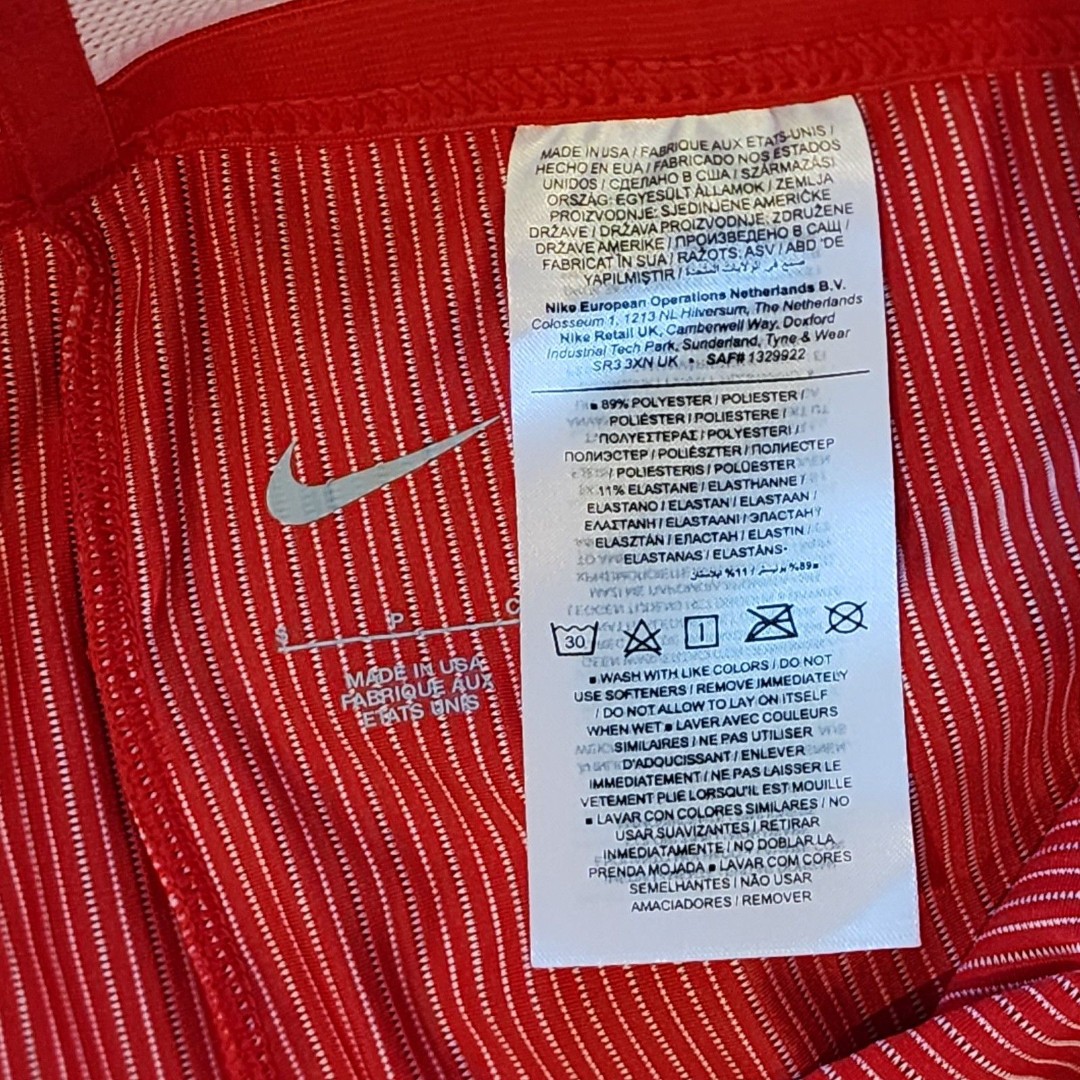 MADE IN USA / FABRIQUE AUX ETATS-UNIS /
HECHO EN EUA / FABRICADO NOS ESTADOS
UNIDOS / СДЕЛАНО В США / SZÁRMAZÁSI
ORSZÁG: EGYESÜLT ÁLLAMOK / ZEMLJA
PROIZVODNJE: SJEDINJENE AMERIČKE
DRŽAVE / DRŽAVA PROIZVODNJE: ZDRUŽENE
DRŽAVE AMERIKE / ПРОИЗВЕДЕНО В САЩ /
FABRICAT ÎN SUA / RAŽOTS: ASV / ABD 'DE
YAPILMIŞTIR / صنع في الولايات المتحدة
Nike European Operations Netherlands B.V.
Colosseum 1, 1213 NL Hilversum, The Netherlands
Nike Retail UK, Camberwell Way, Doxford
Industrial Tech Park, Sunderland, Tyne & Wear
SR3 3XN UK • SAF# 1329922
■ 89% POLYESTER / POLIESTER /
POLIÉSTER / POLIESTERE /
ΠΟΛΥΕΣΤΕΡΑΣ / POLYESTERI /
ПОЛИЭСТЕР / POLIÉSZTER / ПОЛИЕСТЕР
/ POLIESTERIS / POLÜESTER
11% ELASTANE / ELASTHANNE /
ELASTANO / ELASTAN / ELASTAAN /
ΕΛΑΣΤΑΝΗ / ELASTAANI / ЭЛАСТАН /
ELASZTÁN / ЕЛАСТАН / ELASTIN /
ELASTANAS / ELASTĀNS
30
■ WASH WITH LIKE COLORS / DO NOT
USE SOFTENERS / REMOVE IMMEDIATELY
/ DO NOT ALLOW TO LAY ON ITSELF
WHEN WET ■ LAVER AVEC COULEURS
SIMILAIRES / NE PAS UTILISER
D'ADOUCISSANT / ENLEVER
IMMEDIATEMENT / NE PAS LAISSER LE
VETEMENT PLIE LORSQU'IL EST MOUILLE
■ LAVAR CON COLORES SIMILARES / NO
USAR SUAVIZANTES / RETIRAR
INMEDIATAMENTE / NO DOBLAR LA
PRENDA MOJADA ■ LAVAR COM CORES
SEMELHANTES / NÃO USAR
AMACIADORES / REMOVER
S P C
MADE IN USA
FABRIQUE AUX
ETATS UNIS